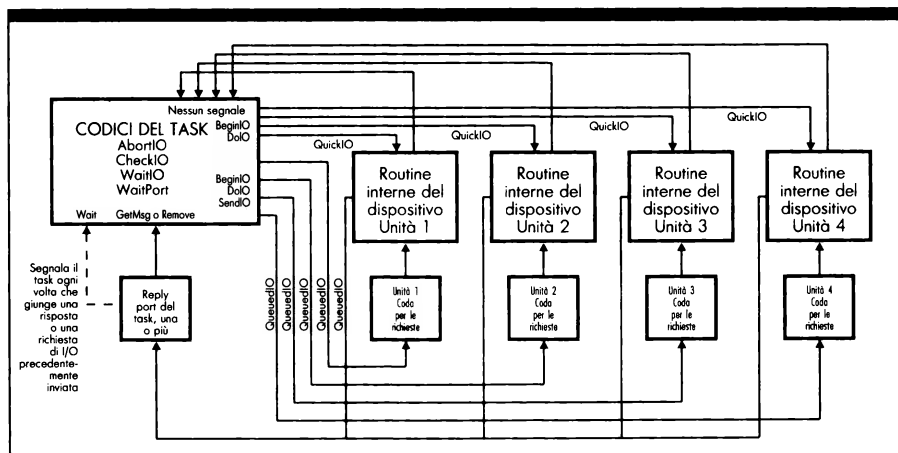 Nessun segnale
CODICI DEL TASK
BeginIO
DoIO
AbortIO
CheckIO
WaitIO
WaitPort
BeginIO
DoIO
SendIO
Wait
GetMsg o Remove
QuickIO
QuickIO
QuickIO
QuickIO
Routine
interne del
dispositivo
Unità 1
Routine
interne del
dispositivo
Unità 2
Routine
interne del
dispositivo
Unità 3
Routine
interne del
dispositivo
Unità 4
Segnala il
task ogni
volta che
giunge una
risposta
o una
richiesta
di I/O
precedente-
mente
inviata
Reply
port del
task, una
o più
QueuedIO
QueuedIO
QueuedIO
QueuedIO
QueuedIO
Unità 1
Coda
per le
richieste
Unità 2
Coda
per le
richieste
Unità 3
Coda
per le
richieste
Unità 4
Coda
per le
richieste